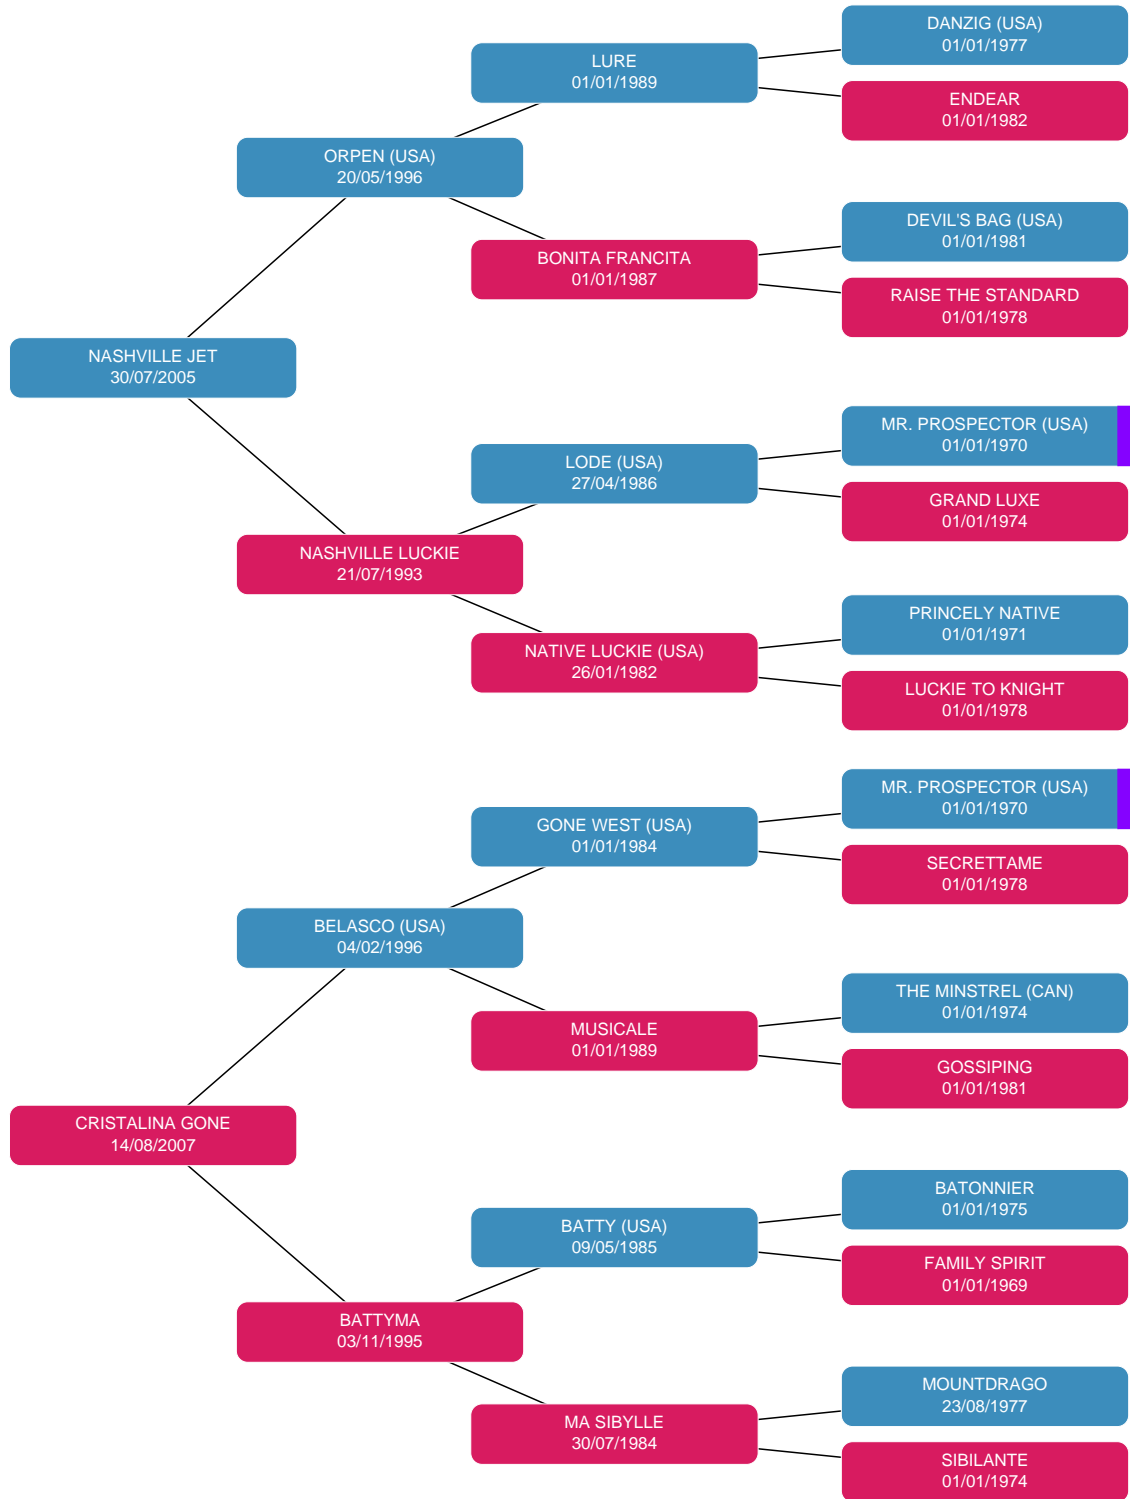 DANZIG (USA)
01/01/1977
LURE
01/01/1989
ENDEAR
01/01/1982
ORPEN (USA)
20/05/1996
DEVIL'S BAG (USA)
01/01/1981
BONITA FRANCITA
01/01/1987
RAISE THE STANDARD
01/01/1978
NASHVILLE JET
30/07/2005
MR. PROSPECTOR (USA)
01/01/1970
LODE (USA)
27/04/1986
GRAND LUXE
01/01/1974
NASHVILLE LUCKIE
21/07/1993
PRINCELY NATIVE
01/01/1971
NATIVE LUCKIE (USA)
26/01/1982
LUCKIE TO KNIGHT
01/01/1978
MR. PROSPECTOR (USA)
01/01/1970
GONE WEST (USA)
01/01/1984
SECRETTAME
01/01/1978
BELASCO (USA)
04/02/1996
THE MINSTREL (CAN)
01/01/1974
MUSICALE
01/01/1989
GOSSIPING
01/01/1981
CRISTALINA GONE
14/08/2007
BATONNIER
01/01/1975
BATTY (USA)
09/05/1985
FAMILY SPIRIT
01/01/1969
BATTYMA
03/11/1995
MOUNTDRAGO
23/08/1977
MA SIBYLLE
30/07/1984
SIBILANTE
01/01/1974